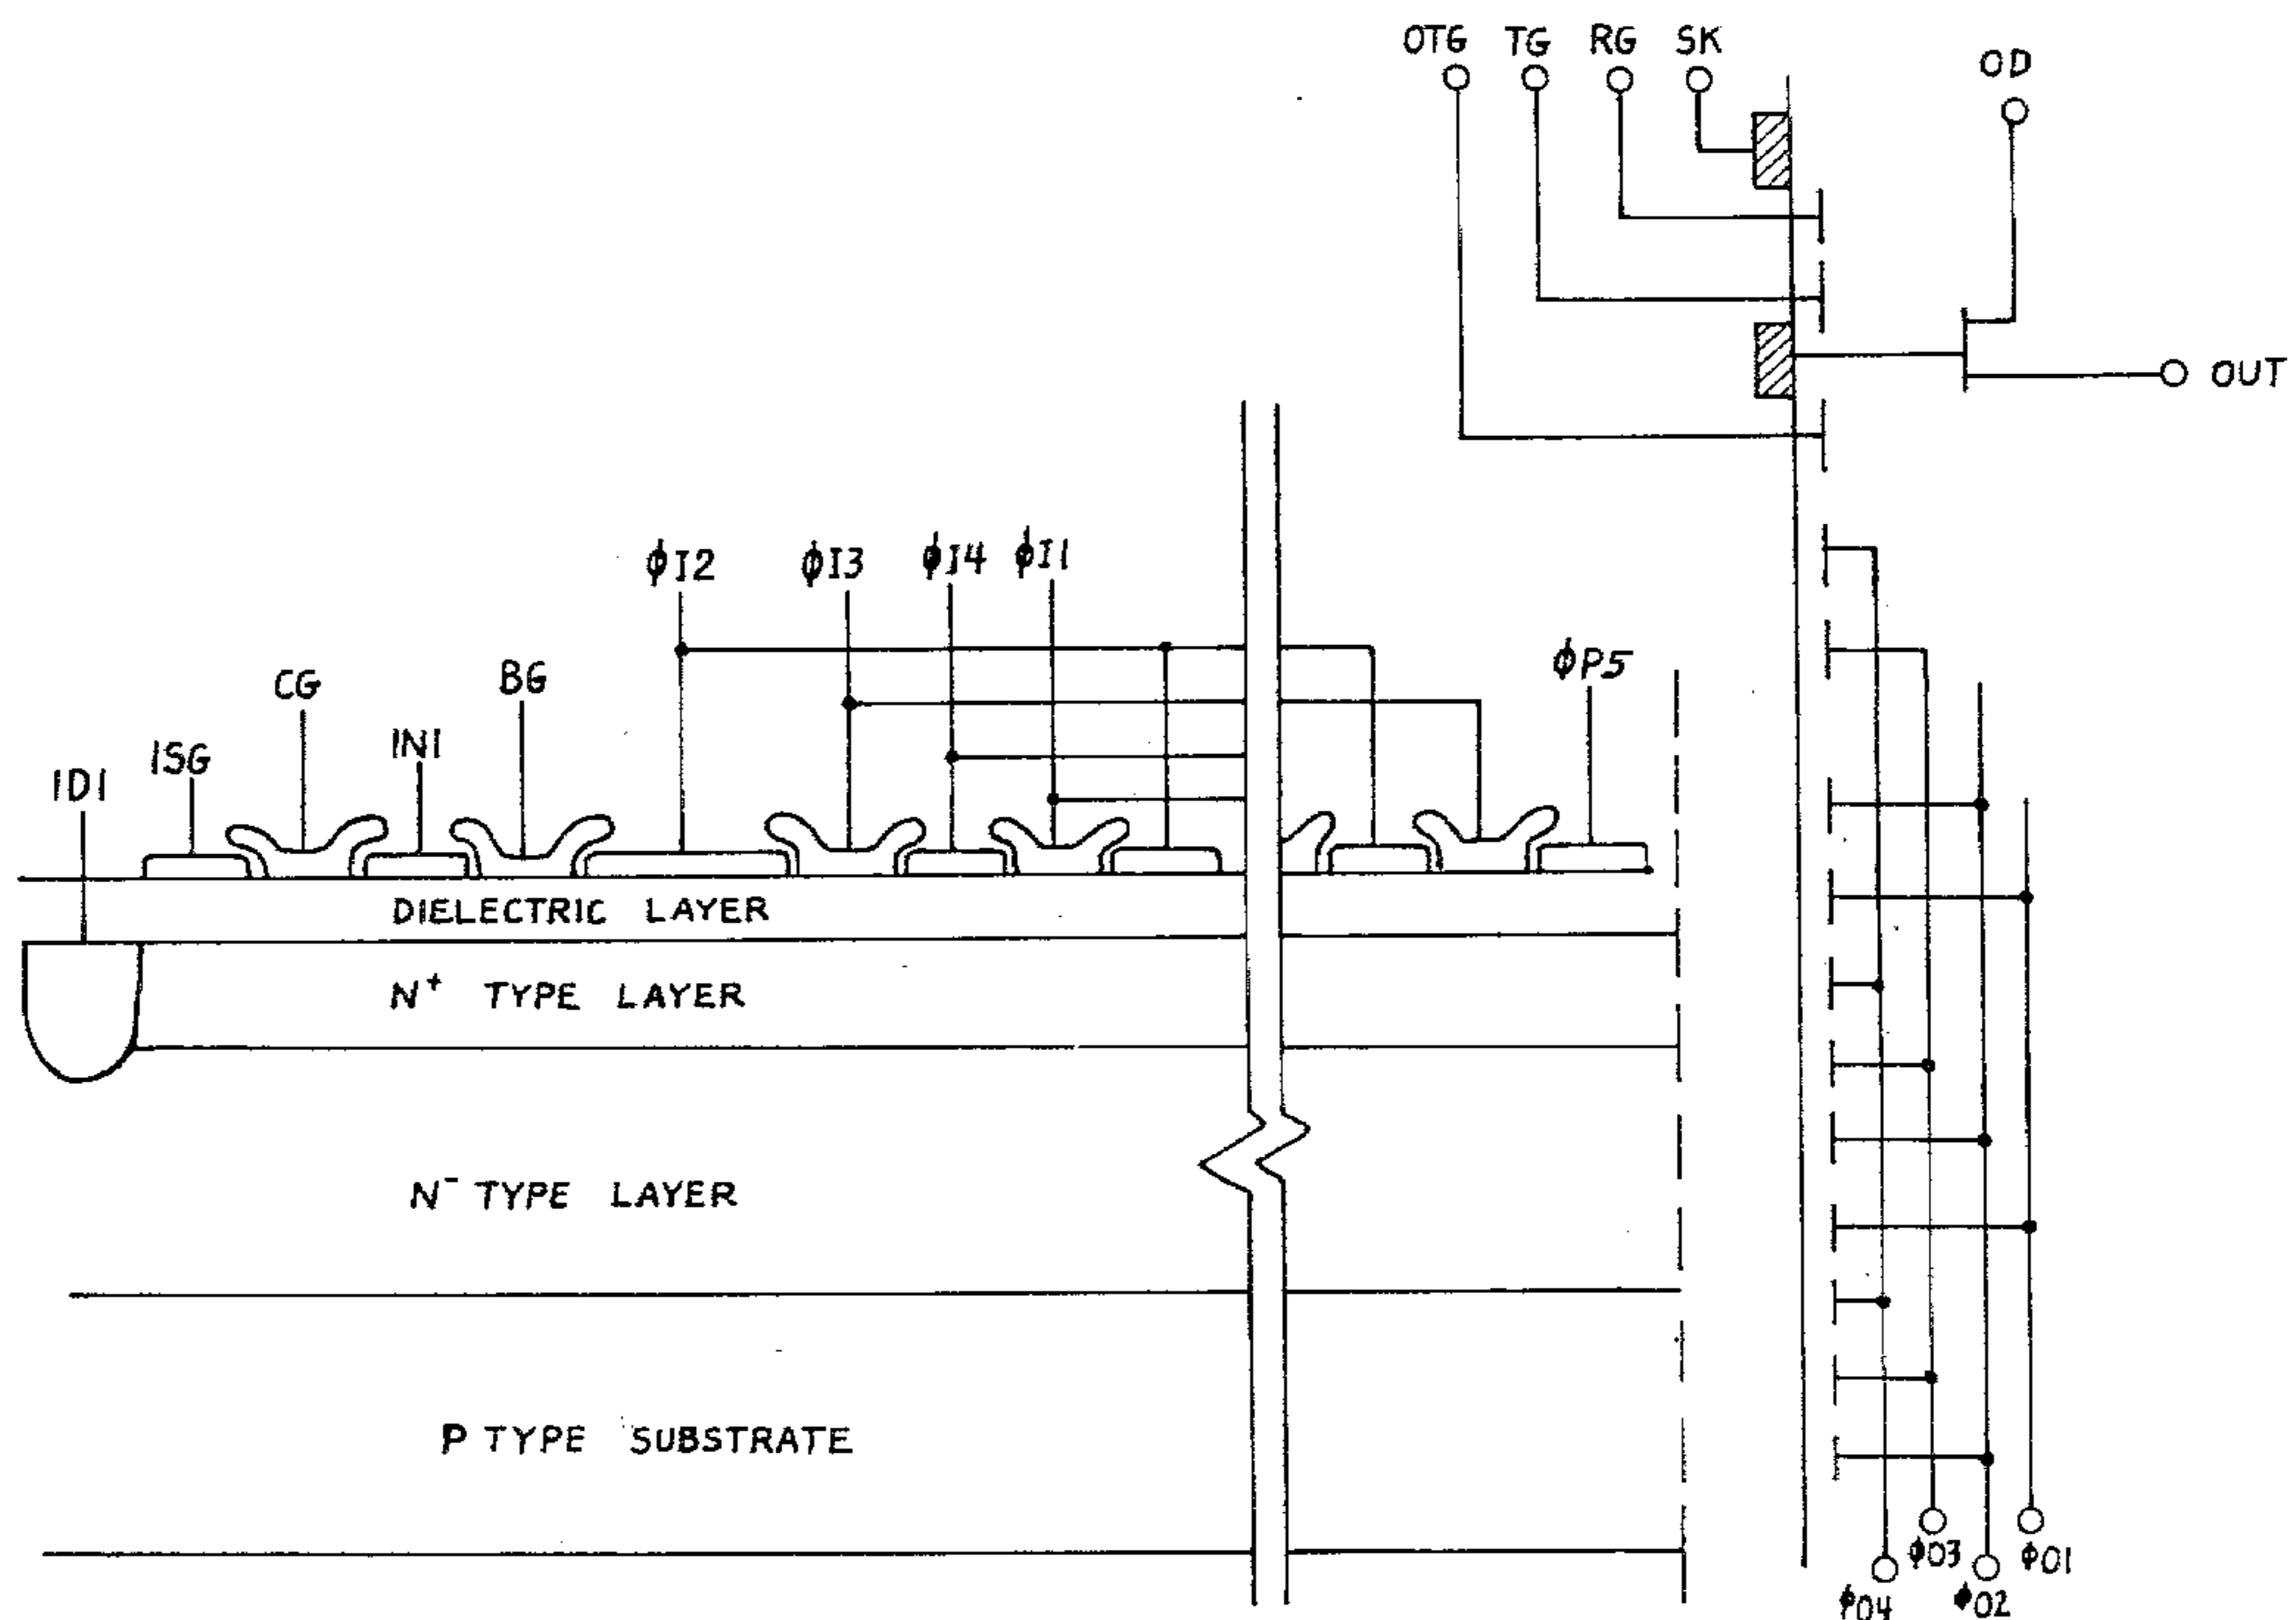 OTG TG RG SK
OD
OUT
ϕI2 ϕI3 ϕI4 ϕI1
ϕP5
CG BG
IN1
ISG
ID1
DIELECTRIC LAYER
N+ TYPE LAYER
N- TYPE LAYER
P TYPE SUBSTRATE
ϕO3 ϕO1
ϕO4 ϕO2